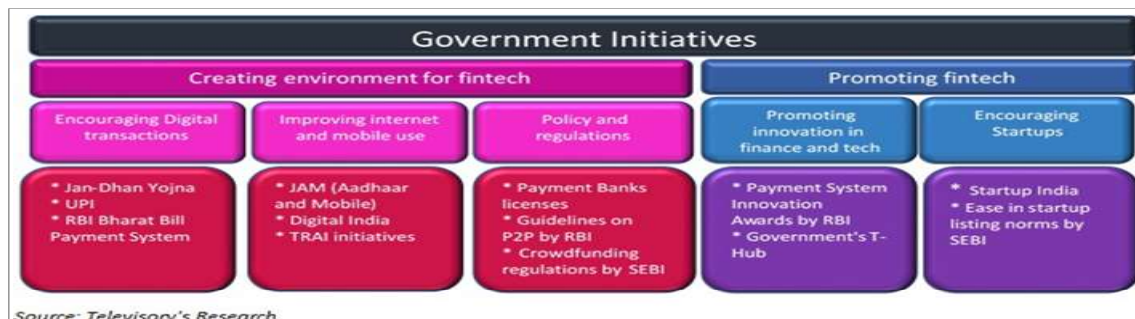 Government Initiatives
Creating environment for fintech
Promoting fintech
Encouraging Digital
transactions
Improving internet
and mobile use
Policy and
regulations
Promoting
innovation in
finance and tech
Encouraging
Startups
* Jan-Dhan Yojna
* UPI
* RBI Bharat Bill
Payment System
* JAM (Aadhaar
and Mobile)
* Digital India
* TRAI initiatives
* Payment Banks
licenses
* Guidelines on
P2P by RBI
* Crowdfunding
regulations by SEBI
* Payment System
Innovation
Awards by RBI
* Government's T-
Hub
* Startup India
* Ease in startup
listing norms by
SEBI
Source: Televisory's Research